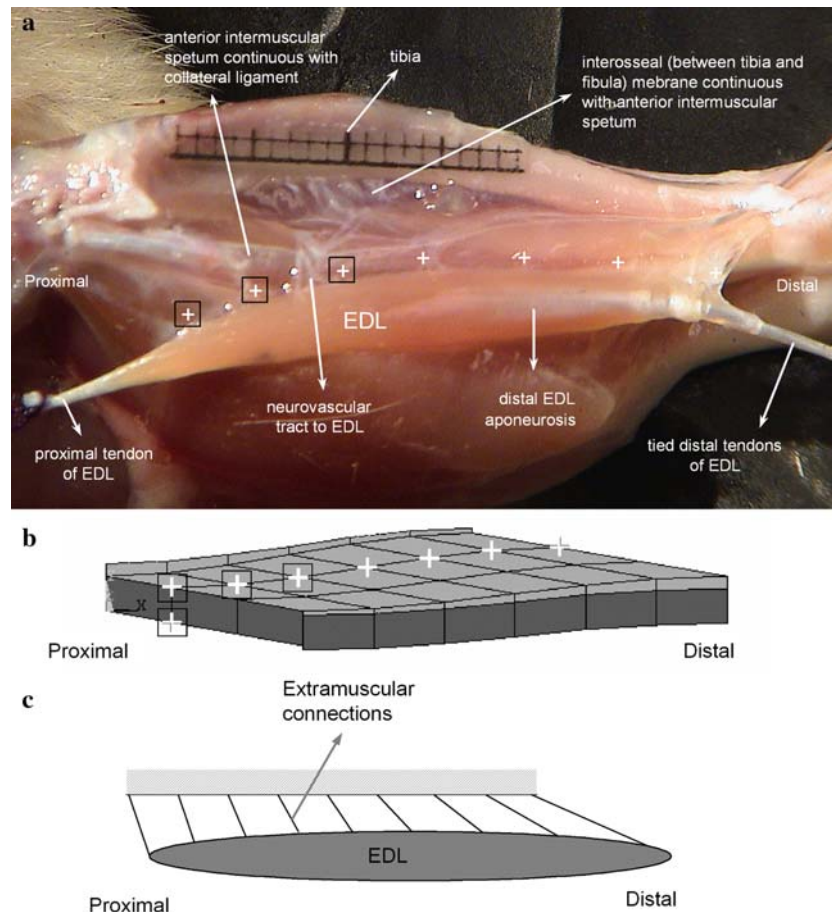 a
anterior intermuscular
spetum continuous with
collateral ligament
tibia
interosseal (between tibia and
fibula) mebrane continuous
with anterior intermuscular
spetum
Proximal
Distal
EDL
neurovascular
tract to EDL
distal EDL
aponeurosis
proximal tendon
of EDL
tied distal tendons
of EDL
b
X
Proximal
Distal
c
Extramuscular
connections
EDL
Proximal
Distal